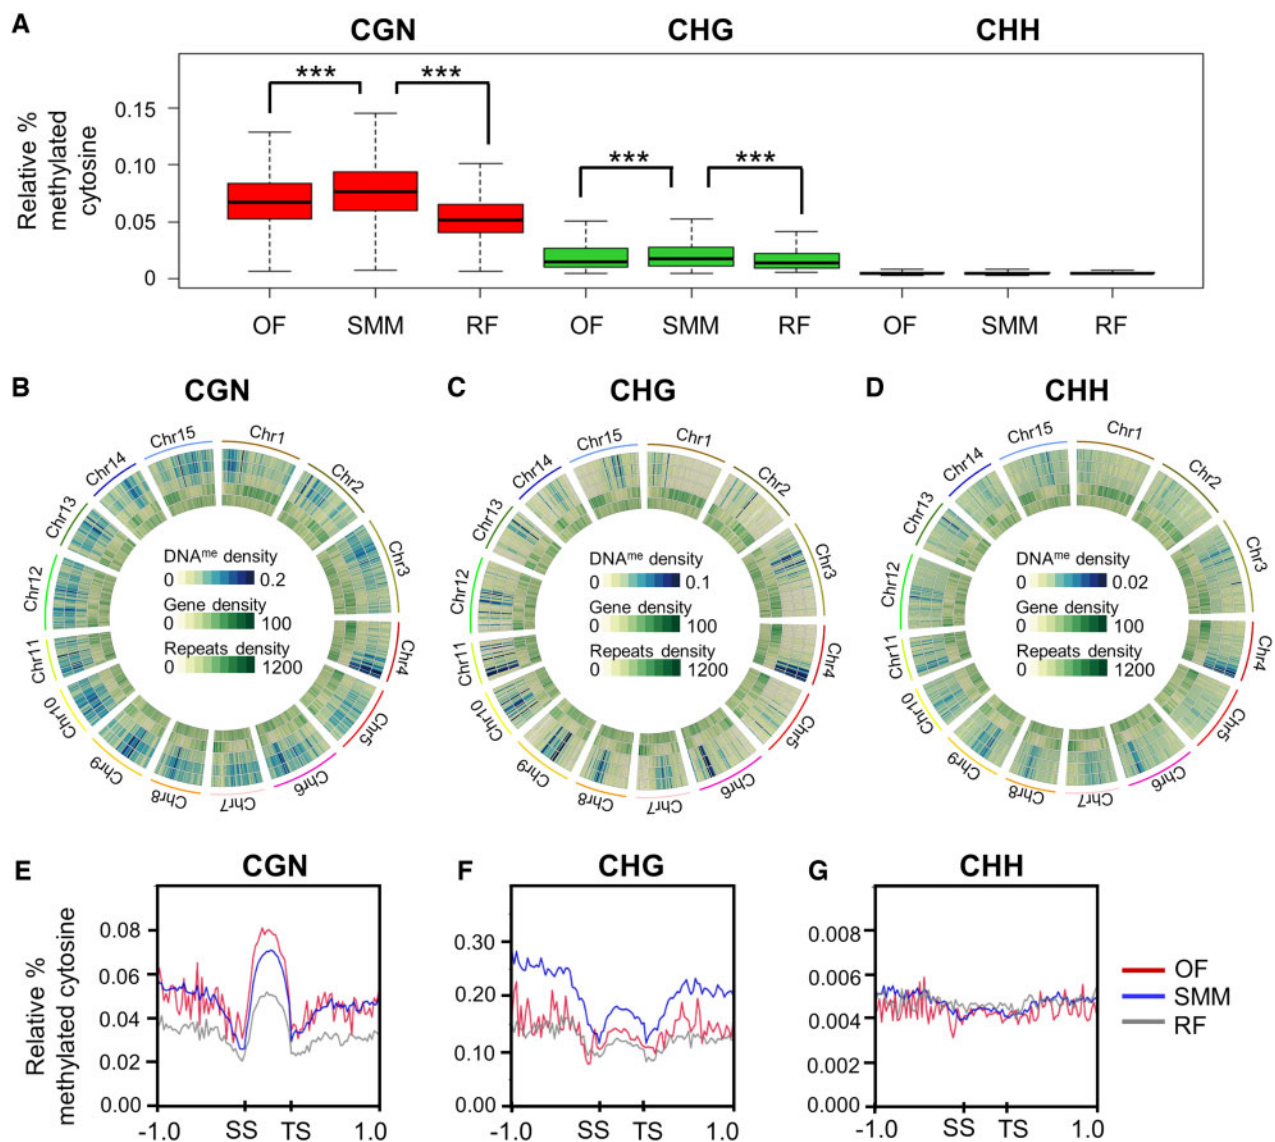 A
CGN CHG CHH
Relative %
methylated
cytosine
0.15
0.10
0.05
0
*** ***
*** ***
OF SMM RF OF SMM RF OF SMM RF
B CGN
Chr1
Chr2
Chr3
Chr4
Chr5
Chr6
Chr7
Chr8
Chr9
Chr10
Chr11
Chr12
Chr13
Chr14
Chr15
DNAme density
0 0.2
Gene density
0 100
Repeats density
0 1200
C CHG
Chr1
Chr2
Chr3
Chr4
Chr5
Chr6
Chr7
Chr8
Chr9
Chr10
Chr11
Chr12
Chr13
Chr14
Chr15
DNAme density
0 0.1
Gene density
0 100
Repeats density
0 1200
D CHH
Chr1
Chr2
Chr3
Chr4
Chr5
Chr6
Chr7
Chr8
Chr9
Chr10
Chr11
Chr12
Chr13
Chr14
Chr15
DNAme density
0 0.02
Gene density
0 100
Repeats density
0 1200
E CGN
Relative %
methylated cytosine
0.08
0.06
0.04
0.02
0.00
-1.0 SS TS 1.0
F CHG
0.30
0.20
0.10
0.00
-1.0 SS TS 1.0
G CHH
0.008
0.006
0.004
0.002
0.000
-1.0 SS TS 1.0
OF
SMM
RF